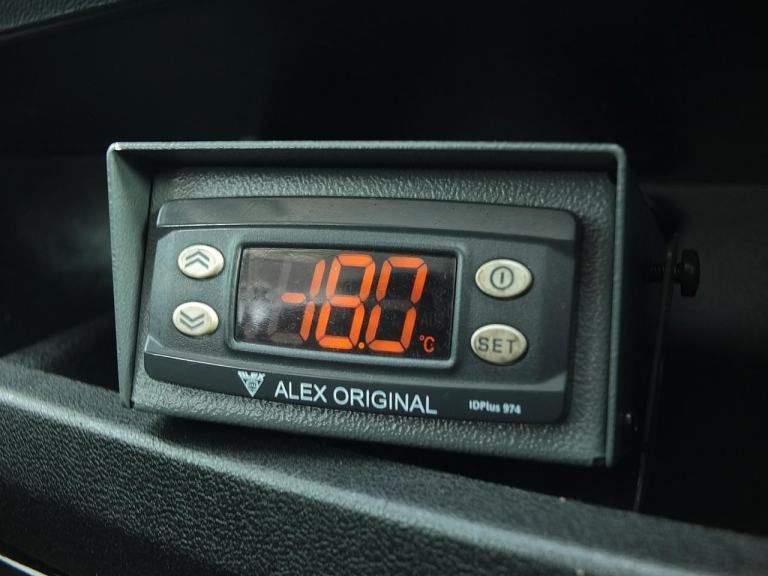 -18.0
°C
SET
ALEX ORIGINAL
IDPlus 974